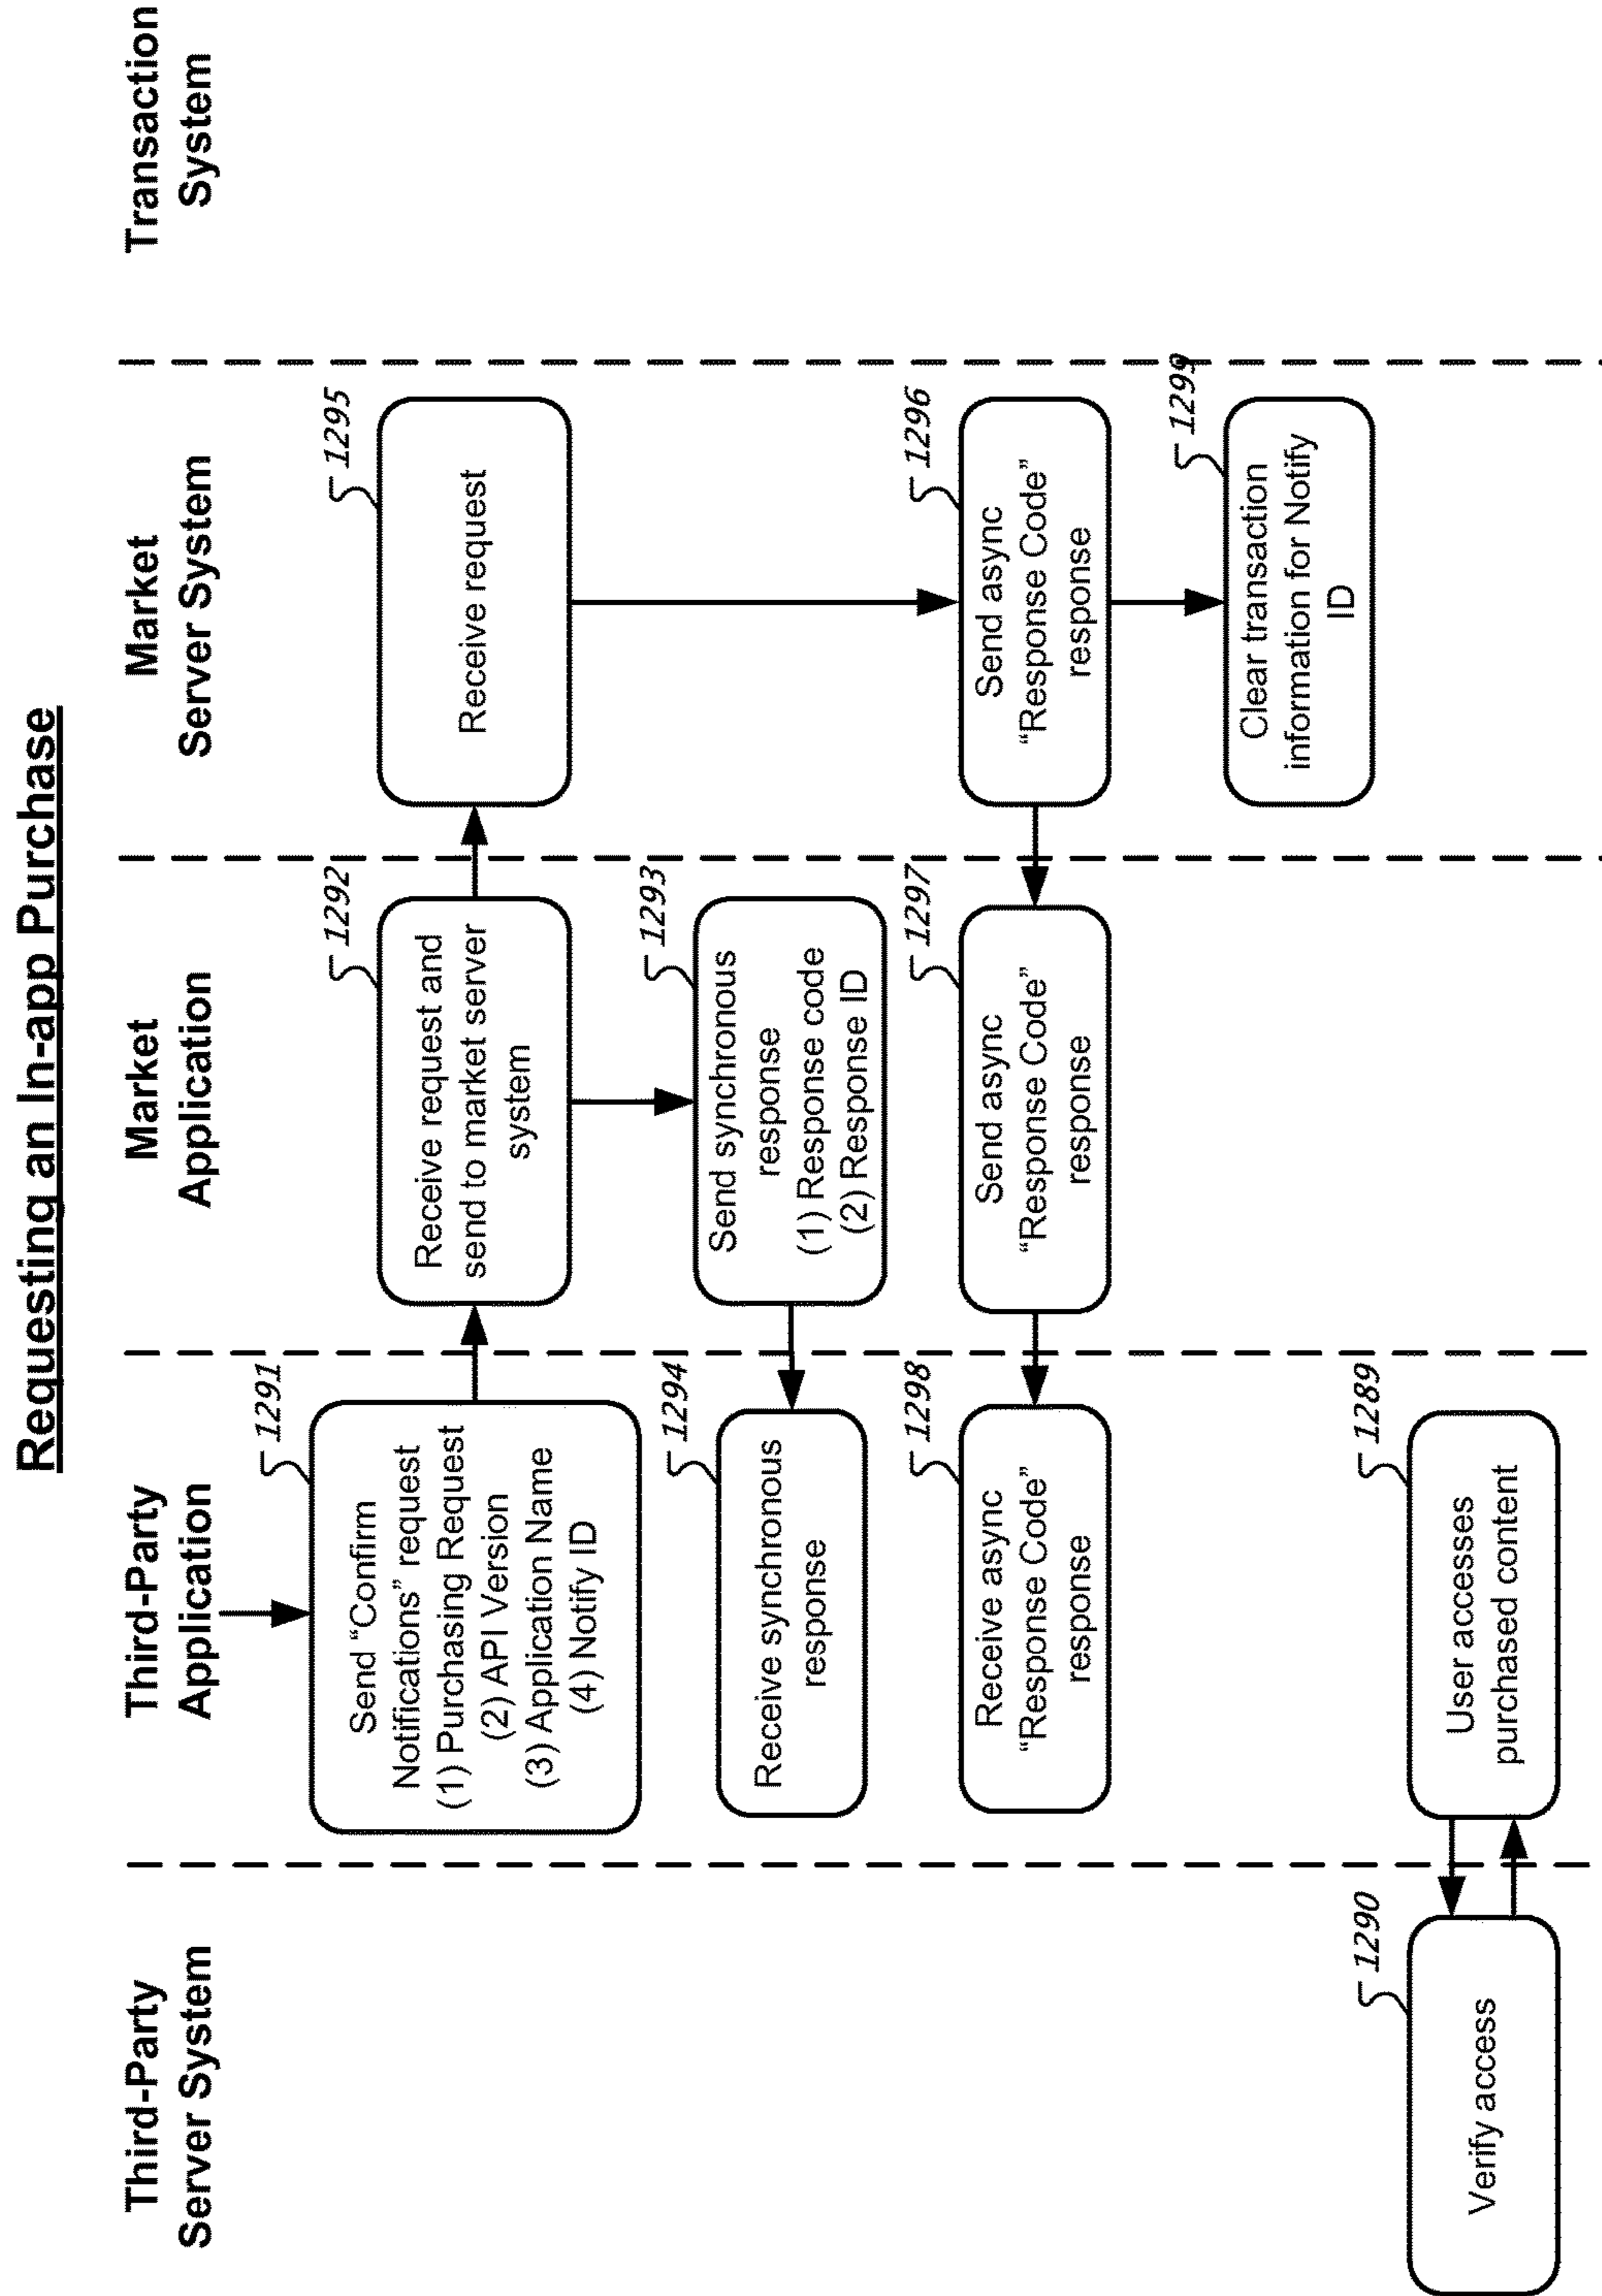 Requesting an In-app Purchase
Third-Party
Server System
Third-Party
Application
Market
Application
Market
Server System
Transaction
System
1291
Send “Confirm
Notifications” request
(1) Purchasing Request
(2) API Version
(3) Application Name
(4) Notify ID
1292
Receive request and
send to market server
system
1295
Receive request
1293
Send synchronous
response
(1) Response code
(2) Response ID
1294
Receive synchronous
response
1296
Send async
“Response Code”
response
1297
Send async
“Response Code”
response
1298
Receive async
“Response Code”
response
1299
Clear transaction
information for Notify
ID
1289
User accesses
purchased content
1290
Verify access